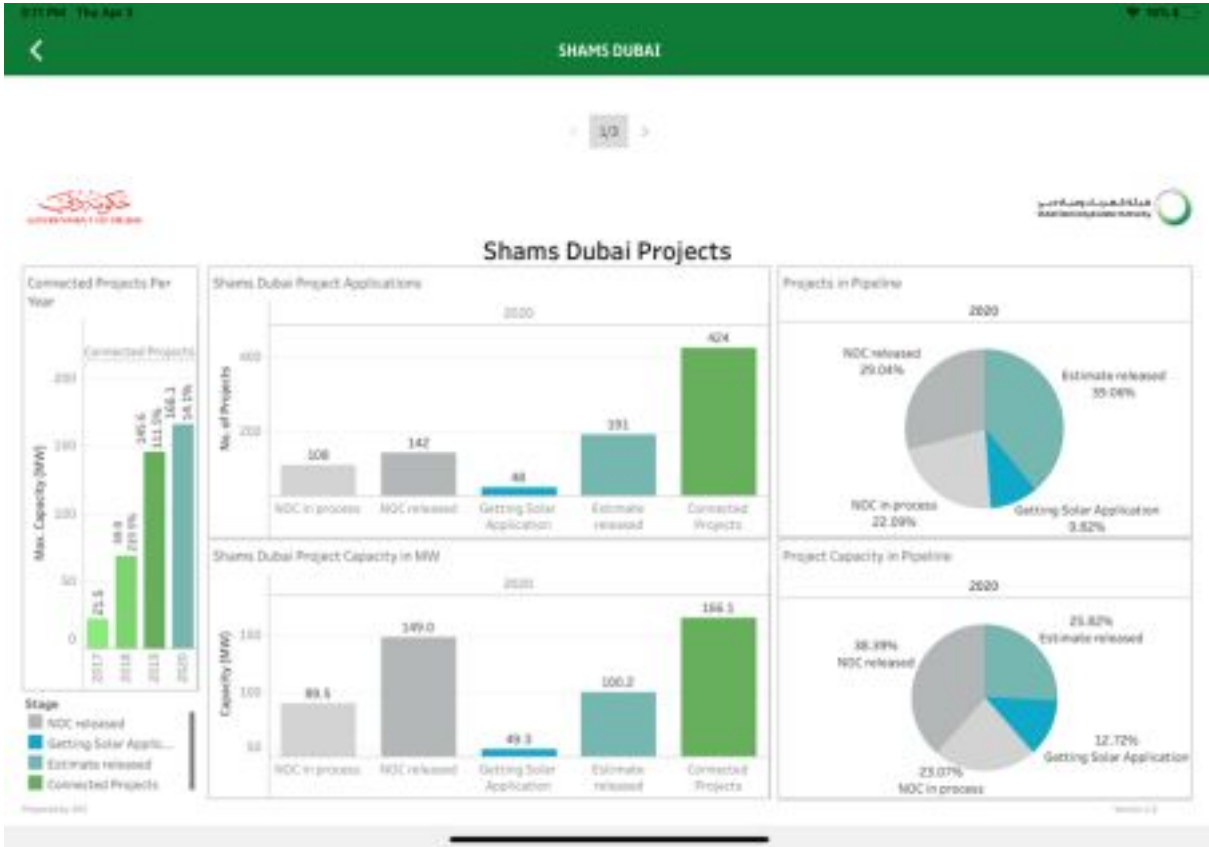 SHAMS DUBAI
1/3
GOVERNMENT OF DUBAI
Shams Dubai Projects
Connected Projects Per
Year
Connected Projects
Max. Capacity (MW)
200
100
50
0
21.5
145.6
111.5%
14.1%
2017
2018
2020
Stage
NOC released
Getting Solar Applic...
Estimate released
Connected Projects
Shams Dubai Project Applications
2020
No. of Projects
400
200
108
142
48
191
424
NOC in process
NOC released
Getting Solar
Application
Estimate
released
Connected
Projects
Shams Dubai Project Capacity in MW
2020
Capacity (MW)
150
100
50
89.5
149.0
49.3
100.2
166.1
NOC in process
NOC released
Getting Solar
Application
Estimate
released
Connected
Projects
Projects in Pipeline
2020
NOC released
29.04%
Estimate released
39.06%
NOC in process
22.09%
Getting Solar Application
9.82%
Project Capacity in Pipeline
2020
25.82%
Estimate released
38.39%
NOC released
12.72%
Getting Solar Application
23.07%
NOC in process